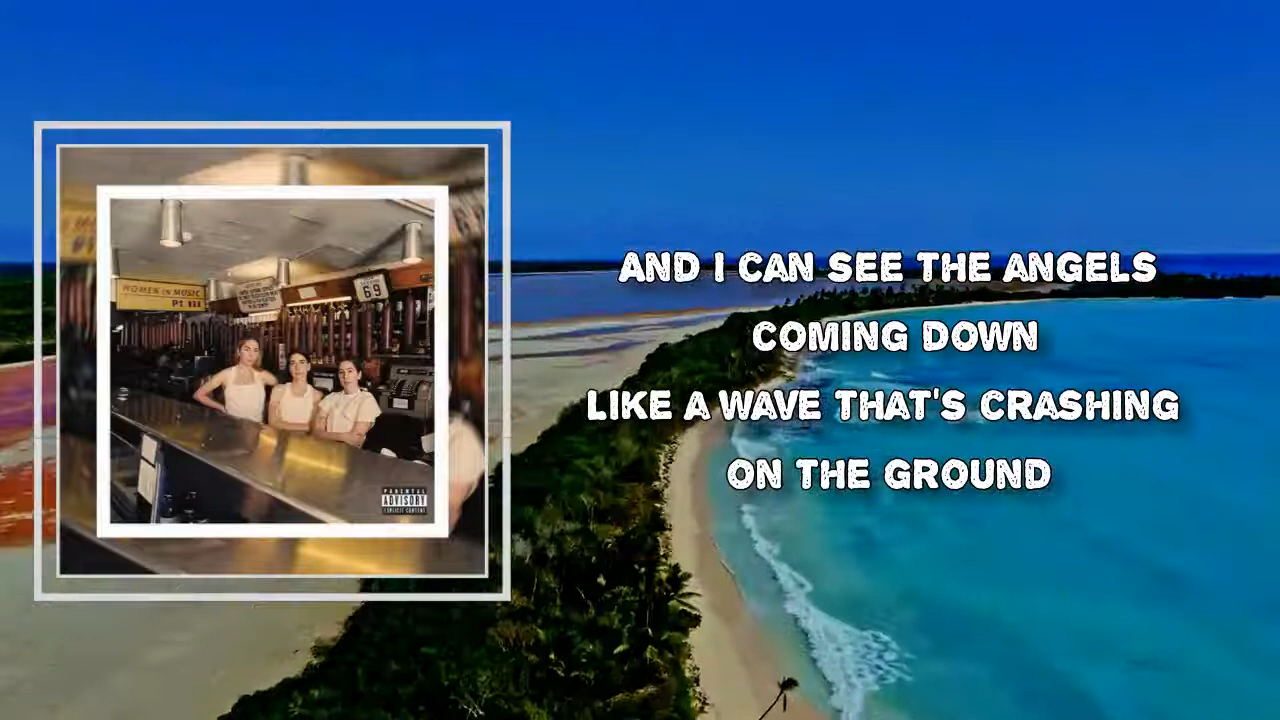 WOMEN IN MUSIC
PT III
69
PARENTAL
ADVISORY
EXPLICIT CONTENT
AND I CAN SEE THE ANGELS
COMING DOWN
LIKE A WAVE THAT'S CRASHING
ON THE GROUND